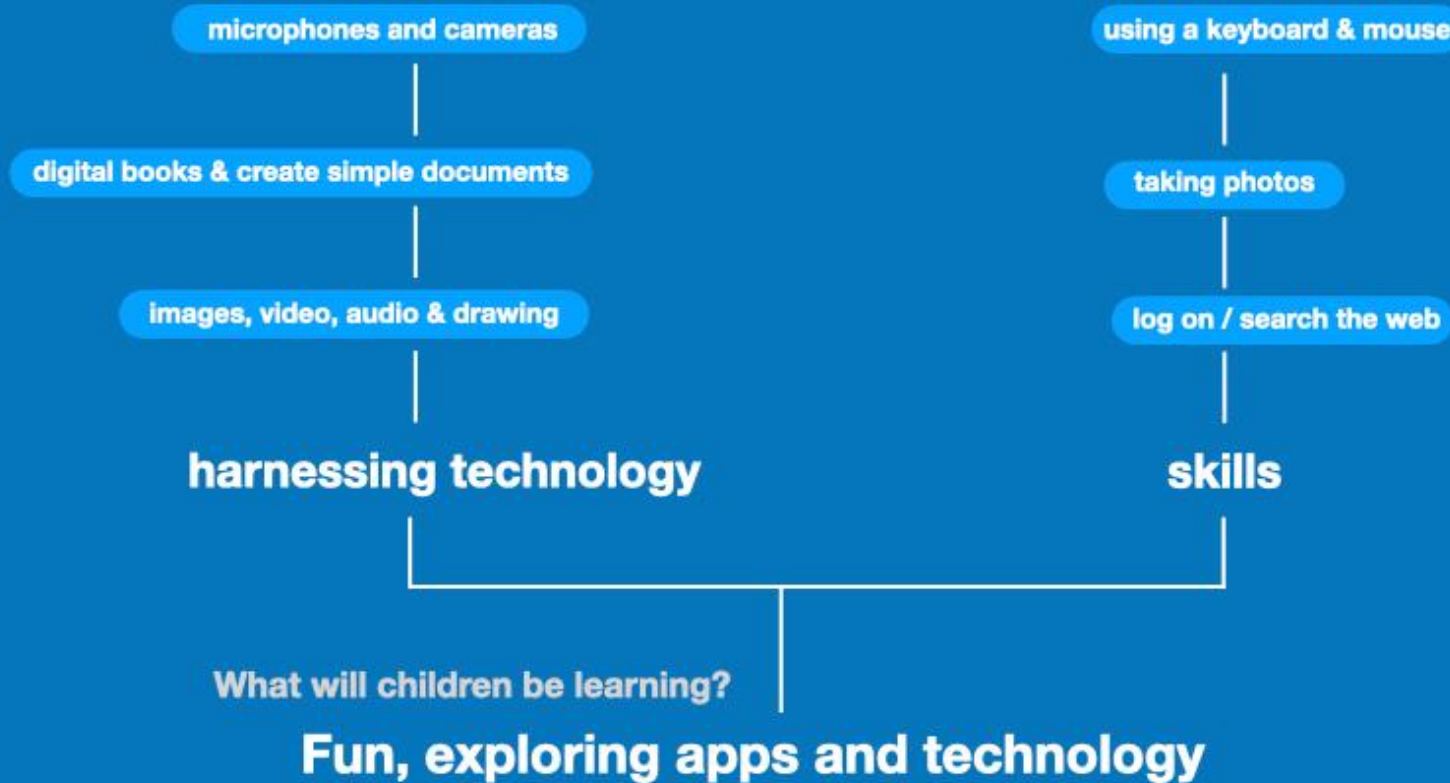 microphones and cameras
using a keyboard & mouse
digital books & create simple documents
taking photos
images, video, audio & drawing
log on / search the web
harnessing technology
skills
What will children be learning?
Fun, exploring apps and technology